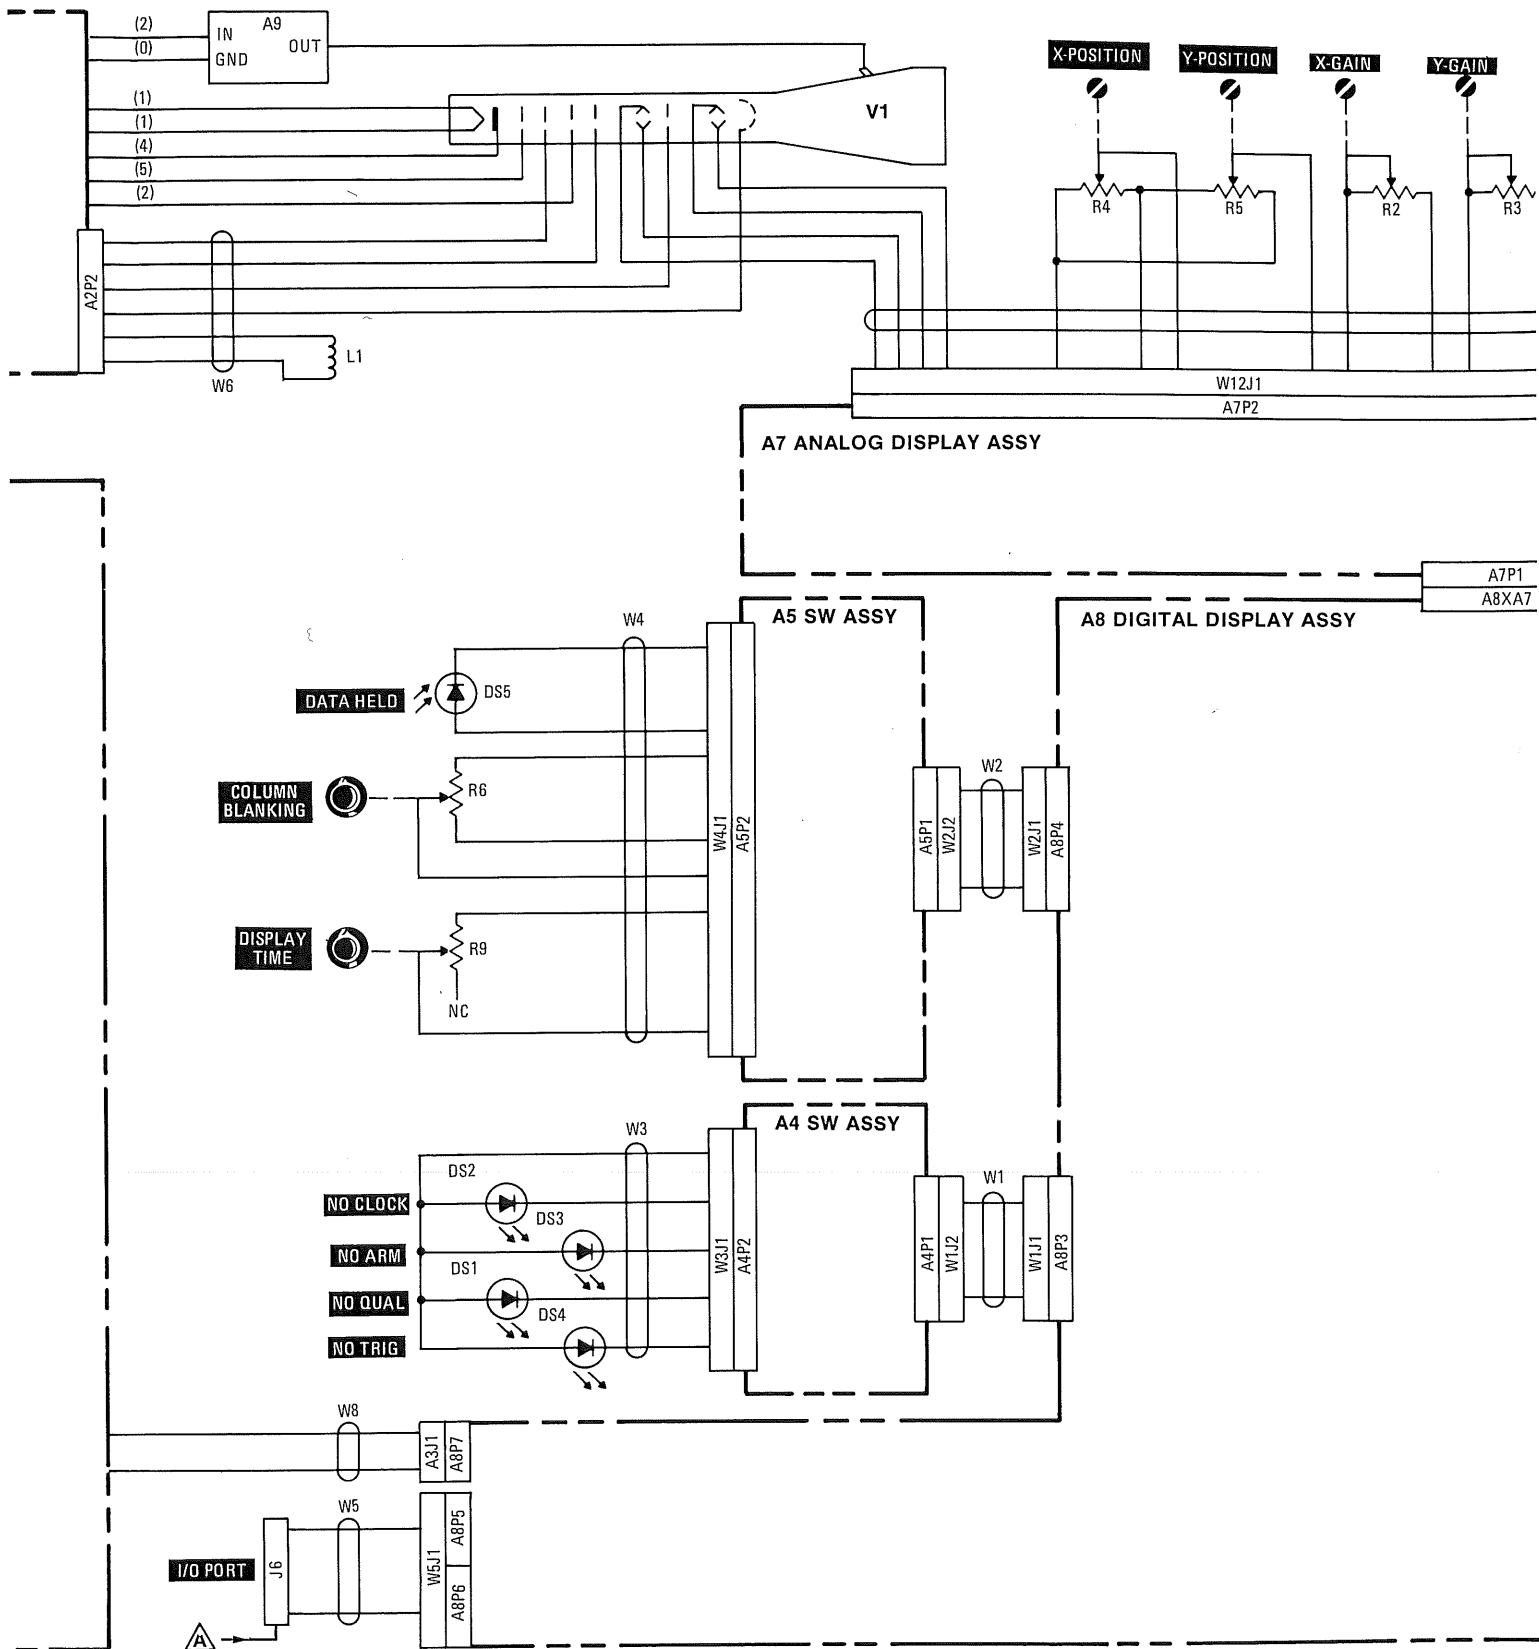 (2)
(0)
IN
A9
OUT
GND
(1)
(1)
(4)
(5)
(2)
V1
X-POSITION
Y-POSITION
X-GAIN
Y-GAIN
R4
R5
R2
R3
A2P2
W6
L1
W12J1
A7P2
A7 ANALOG DISPLAY ASSY
A7P1
A8XA7
A5 SW ASSY
A8 DIGITAL DISPLAY ASSY
W4
DATA HELD
DS5
COLUMN
BLANKING
R6
W4J1
A5P2
A5P1
W2J2
W2
W2J1
A8P4
DISPLAY
TIME
R9
NC
A4 SW ASSY
W3
DS2
NO CLOCK
DS3
NO ARM
DS1
NO QUAL
DS4
NO TRIG
W3J1
A4P2
A4P1
W1J2
W1
W1J1
A8P3
W8
A3J1
A8P7
W5
I/O PORT
J6
W5J1
A8P5
A8P6
A